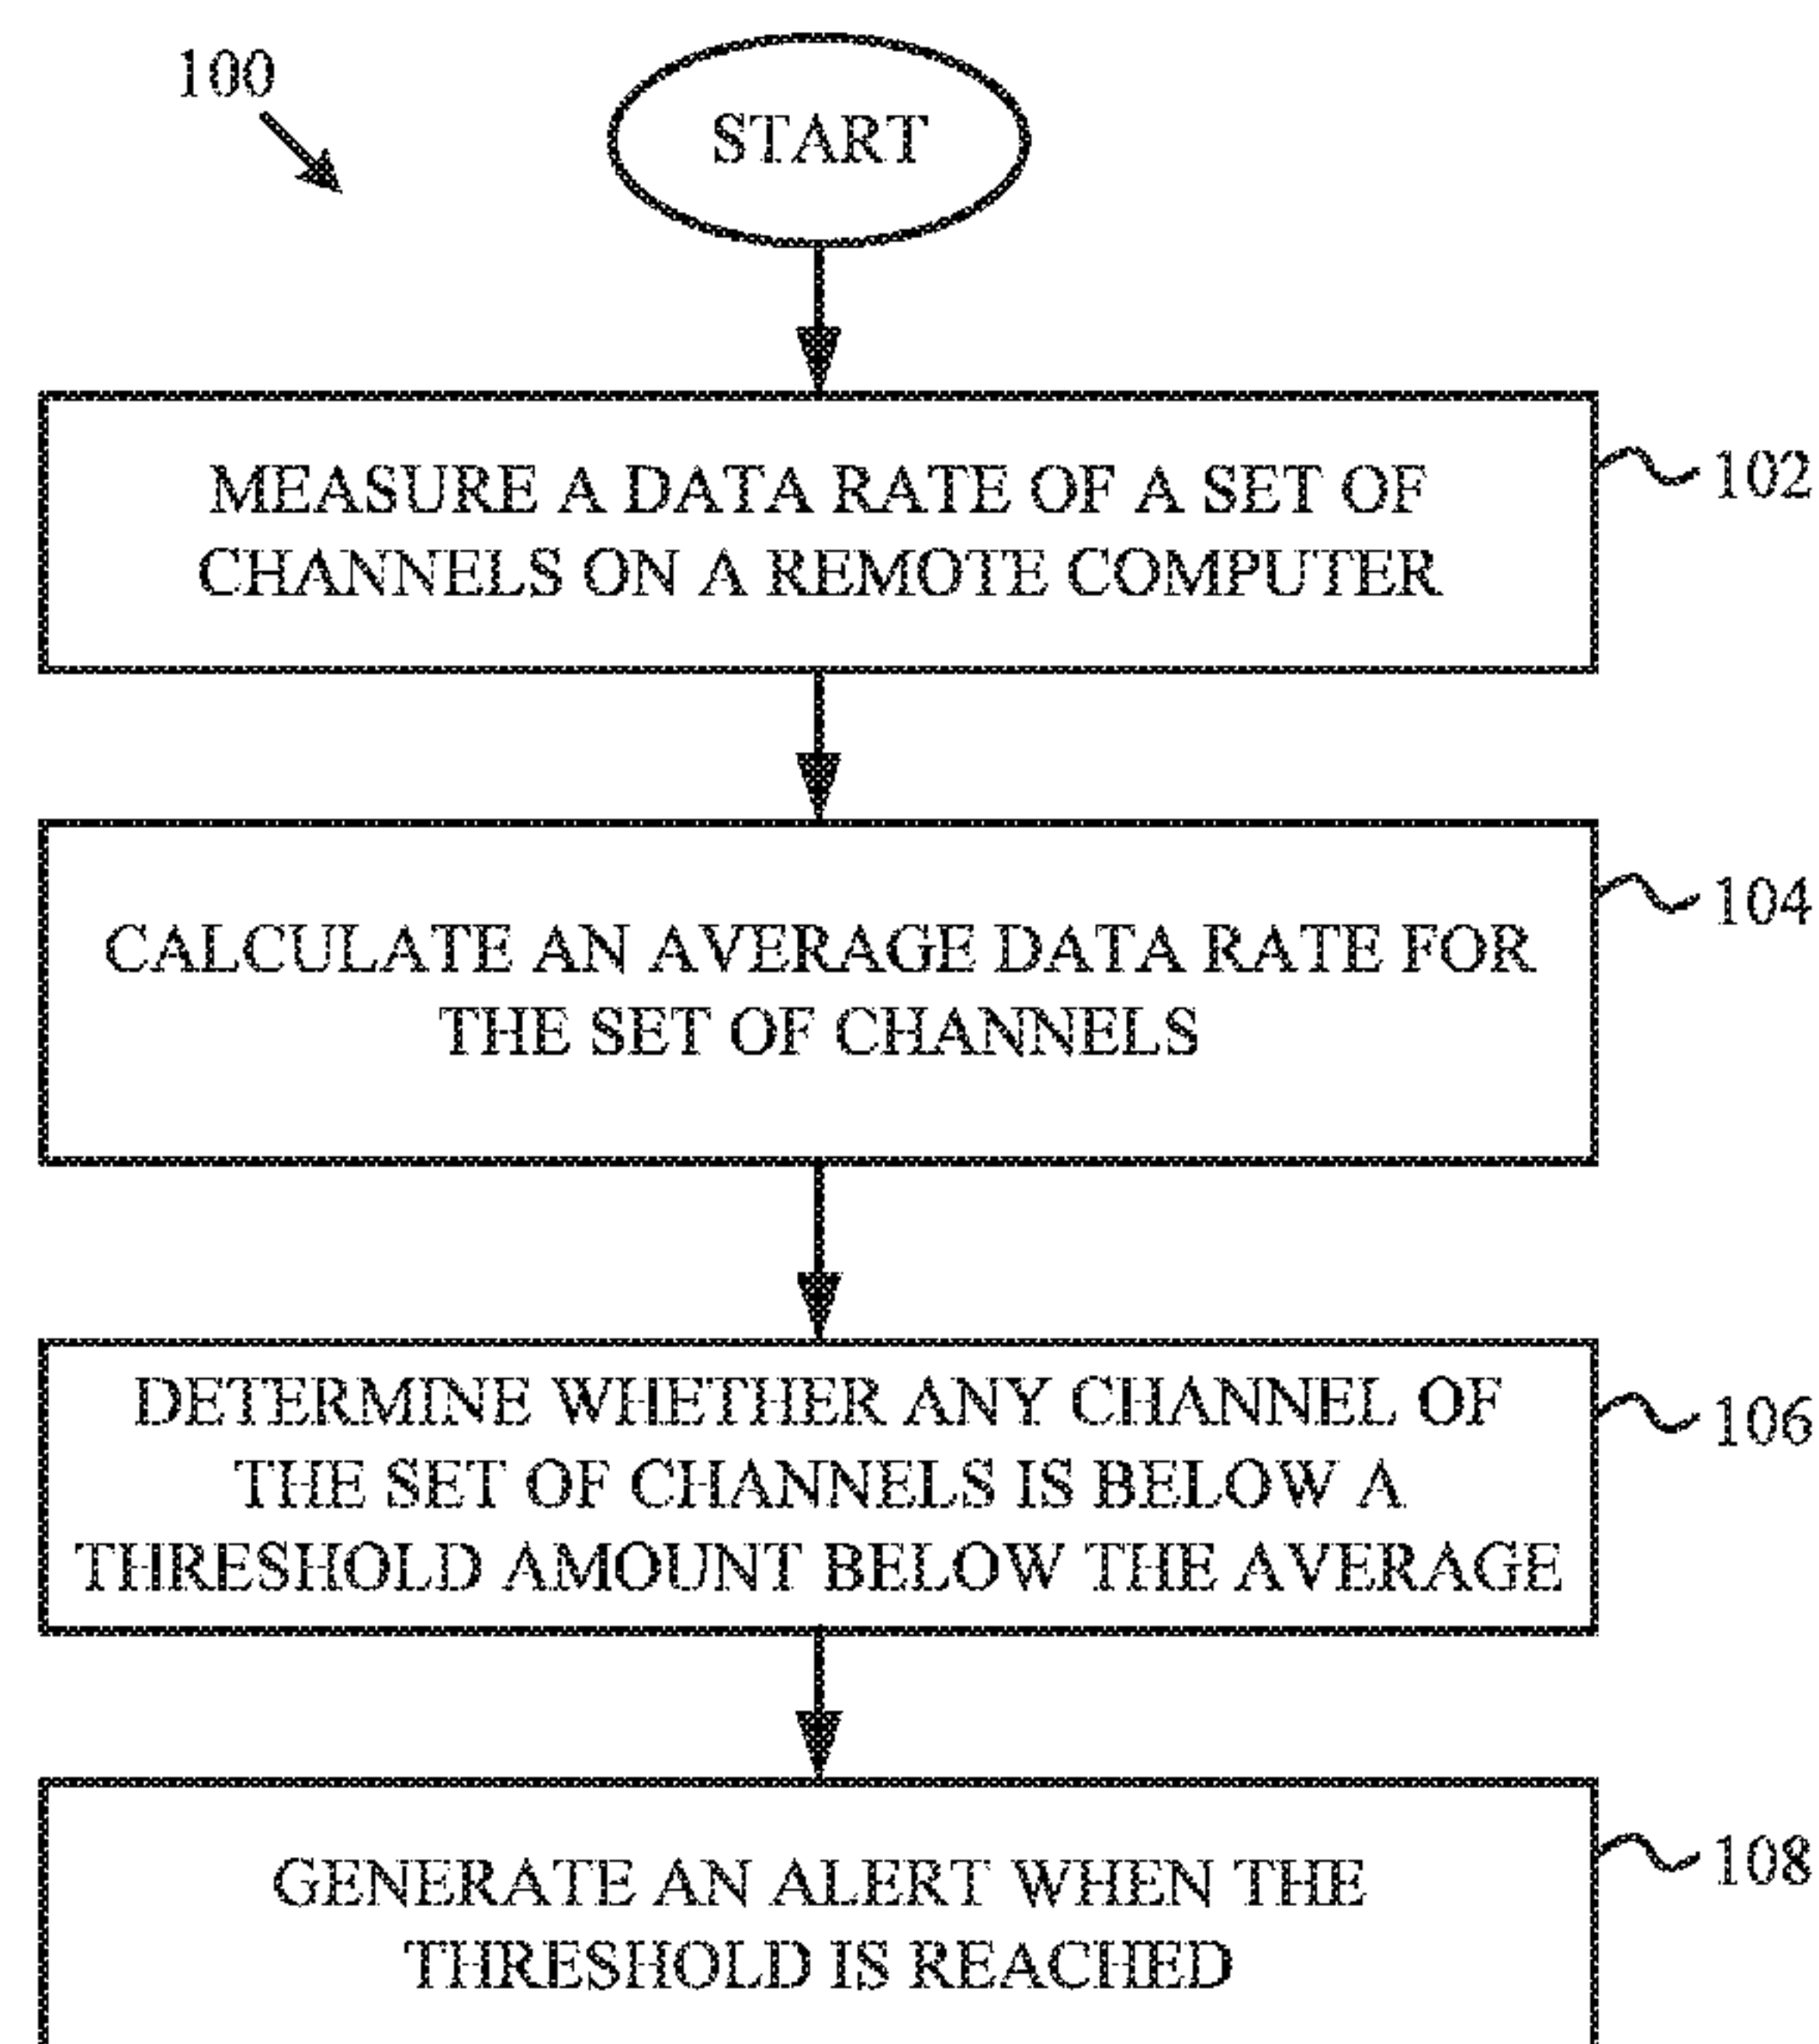 100
START
MEASURE A DATA RATE OF A SET OF
CHANNELS ON A REMOTE COMPUTER
102
CALCULATE AN AVERAGE DATA RATE FOR
THE SET OF CHANNELS
104
DETERMINE WHETHER ANY CHANNEL OF
THE SET OF CHANNELS IS BELOW A
THRESHOLD AMOUNT BELOW THE AVERAGE
106
GENERATE AN ALERT WHEN THE
THRESHOLD IS REACHED
108